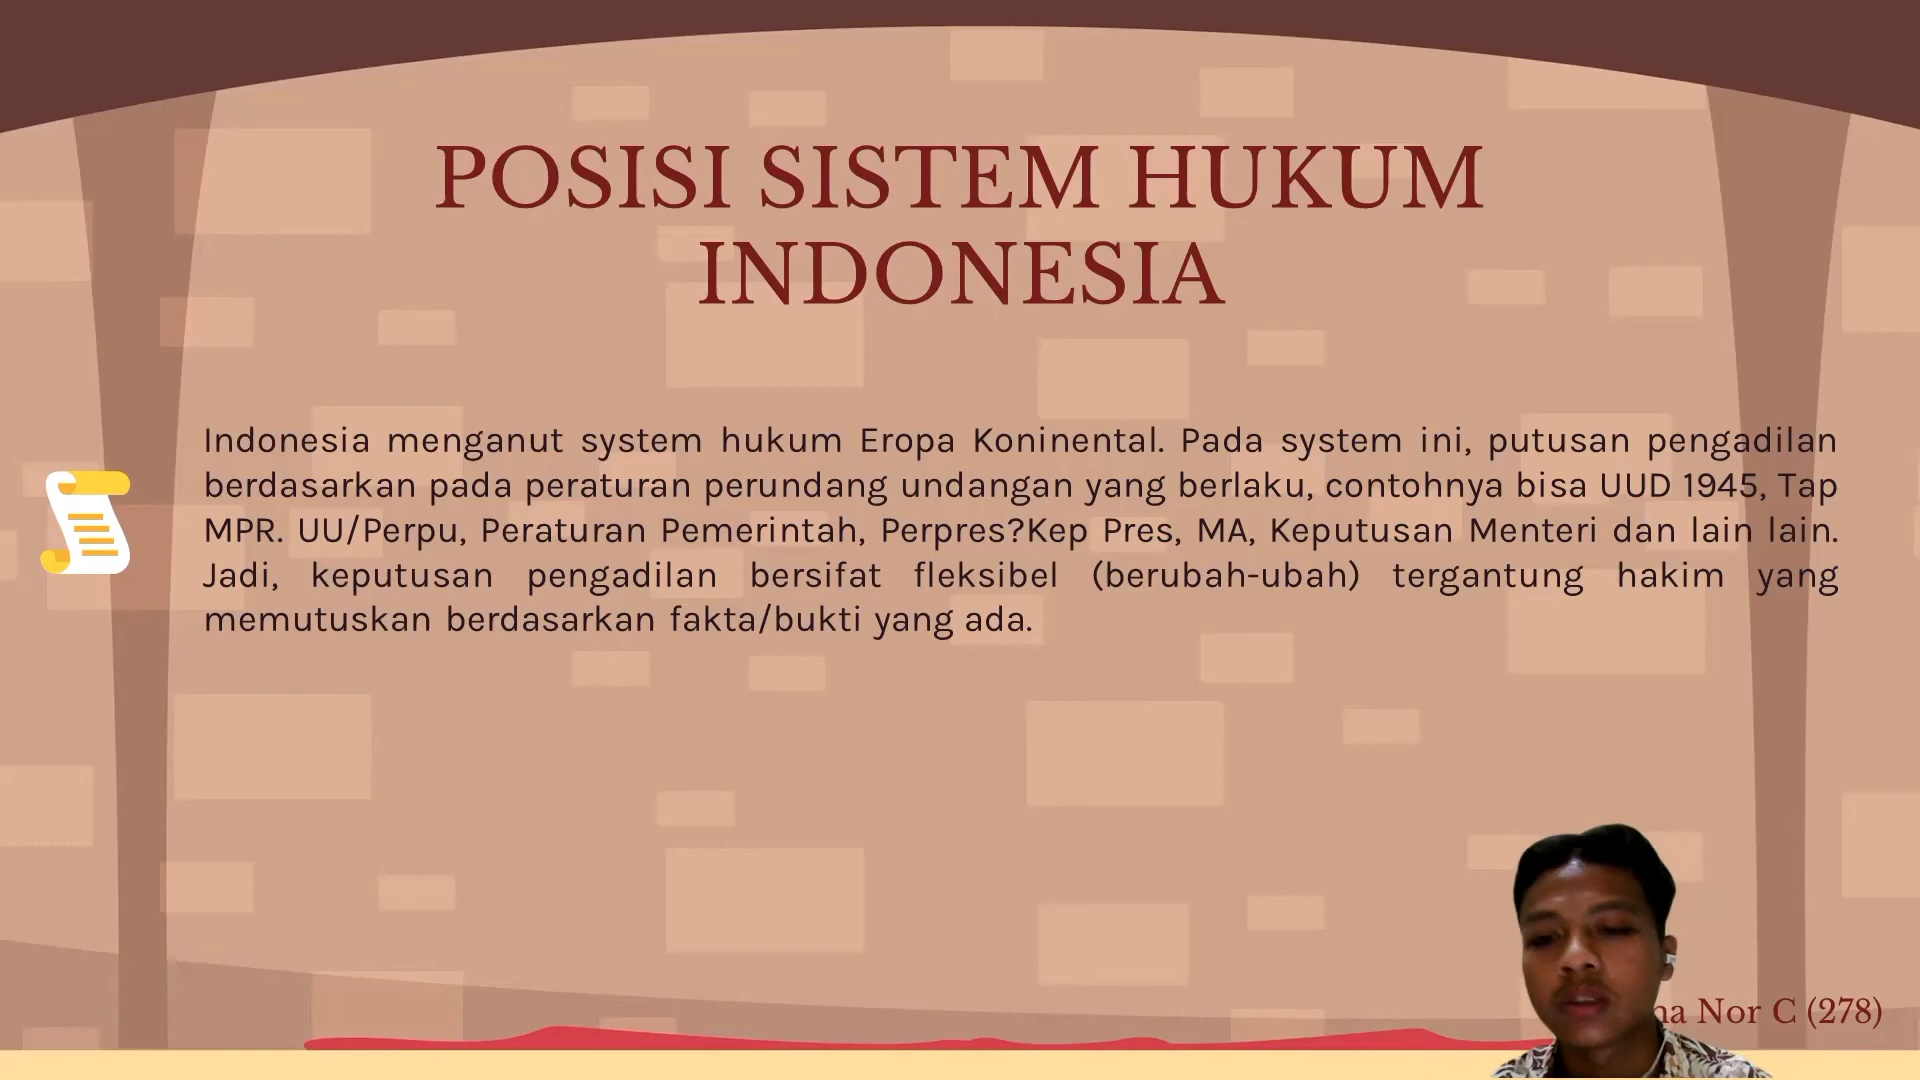 POSISI SISTEM HUKUM
INDONESIA
Indonesia menganut system hukum Eropa Koninental. Pada system ini, putusan pengadilan
berdasarkan pada peraturan perundang undangan yang berlaku, contohnya bisa UUD 1945, Tap
MPR. UU/Perpu, Peraturan Pemerintah, Perpres?Kep Pres, MA, Keputusan Menteri dan lain lain.
Jadi, keputusan pengadilan bersifat fleksibel (berubah-ubah) tergantung hakim yang
memutuskan berdasarkan fakta/bukti yang ada.
Nor C (278)